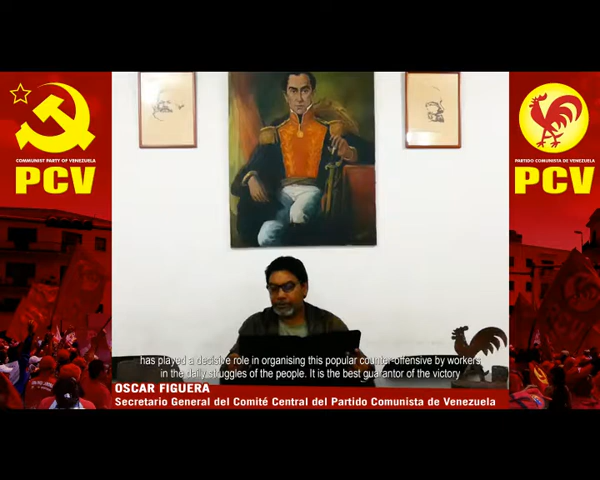 COMMUNIST PARTY OF VENEZUELA
PCV
PARTIDO COMUNISTA DE VENEZUELA
PCV
has played a decisive role in organising this popular counter-offensive by workers
in the daily struggles of the people. It is the best guarantor of the victory
OSCAR FIGUERA
Secretario General del Comité Central del Partido Comunista de Venezuela